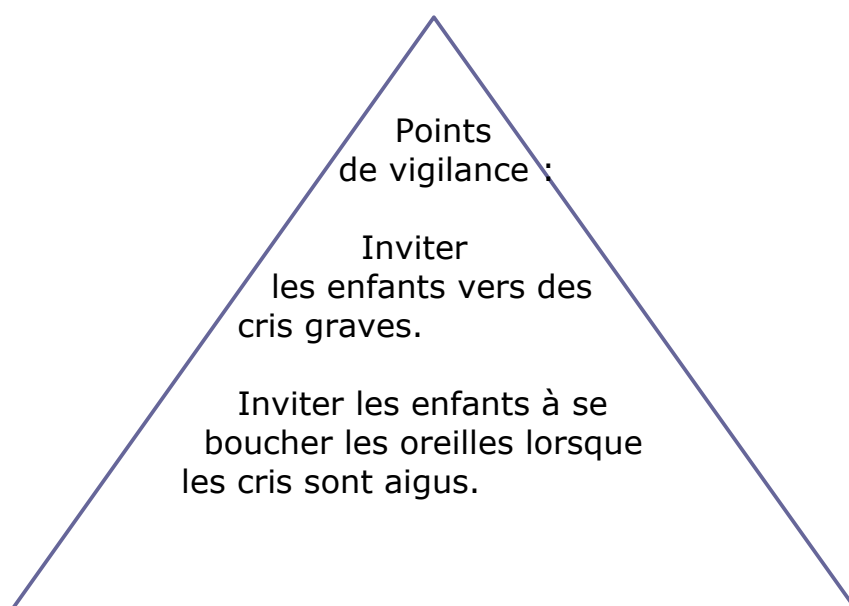 Points
de vigilance :
Inviter
les enfants vers des
cris graves.
Inviter les enfants à se
boucher les oreilles lorsque
les cris sont aigus.